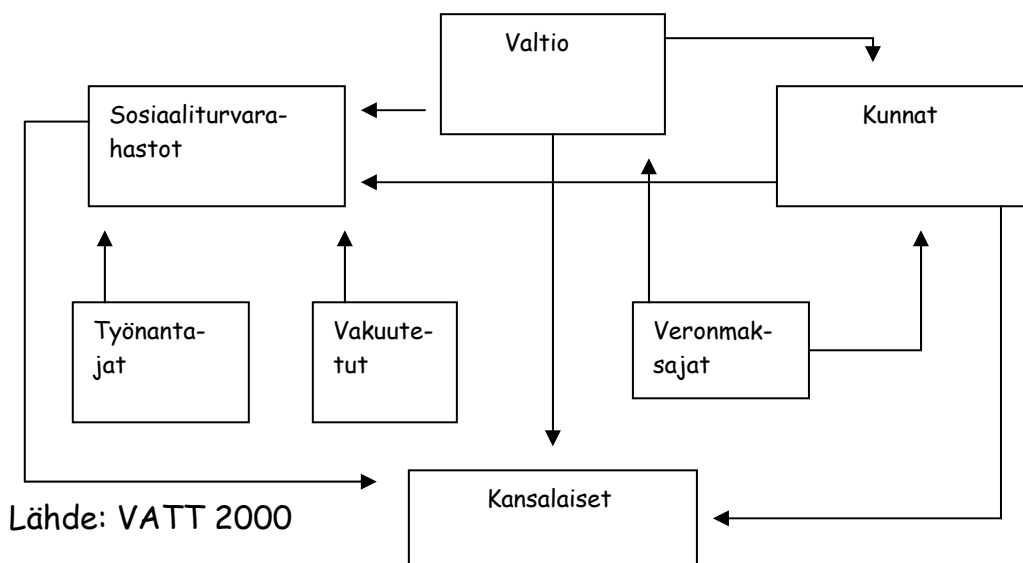 Valtio
Sosiaaliturvara-
hastot
Kunnat
Työnanta-
jat
Vakuute-
tut
Veronmak-
sajat
Kansalaiset
Lähde: VATT 2000